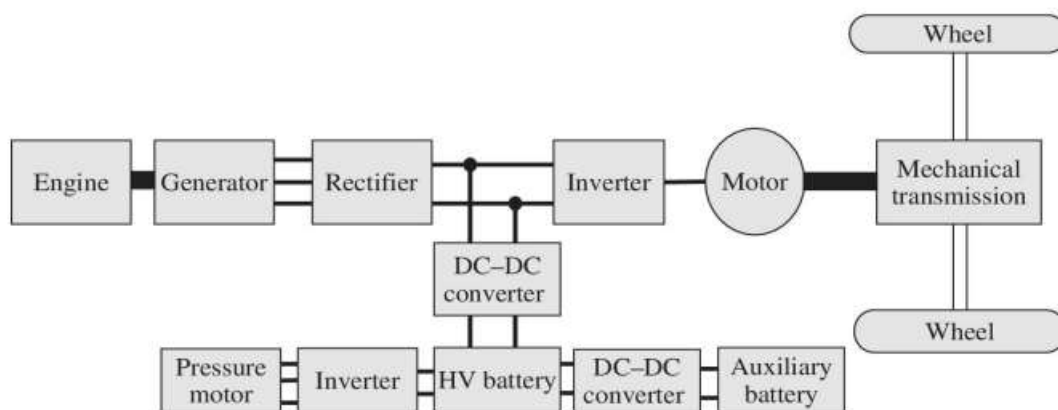 Wheel
Engine
Generator
Rectifier
Inverter
Motor
Mechanical
transmission
DC–DC
converter
Wheel
Pressure
motor
Inverter
HV battery
DC–DC
converter
Auxiliary
battery